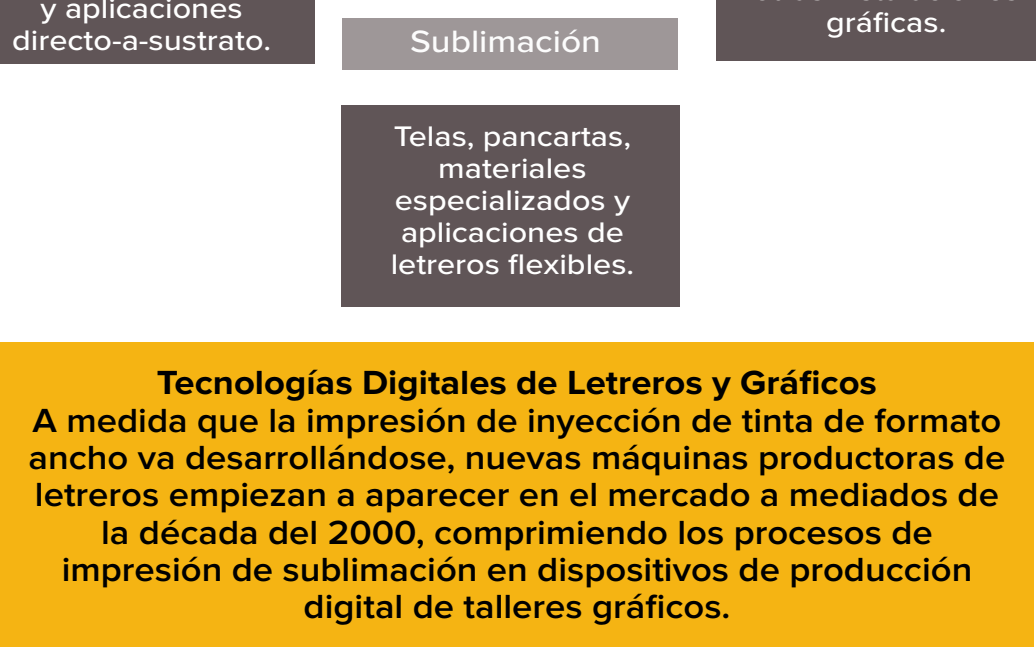 y aplicaciones
directo-a-sustrato.
Sublimación
gráficas.
Telas, pancartas,
materiales
especializados y
aplicaciones de
letreros flexibles.
Tecnologías Digitales de Letreros y Gráficos
A medida que la impresión de inyección de tinta de formato
ancho va desarrollándose, nuevas máquinas productoras de
letreros empiezan a aparecer en el mercado a mediados de
la década del 2000, comprimiendo los procesos de
impresión de sublimación en dispositivos de producción
digital de talleres gráficos.